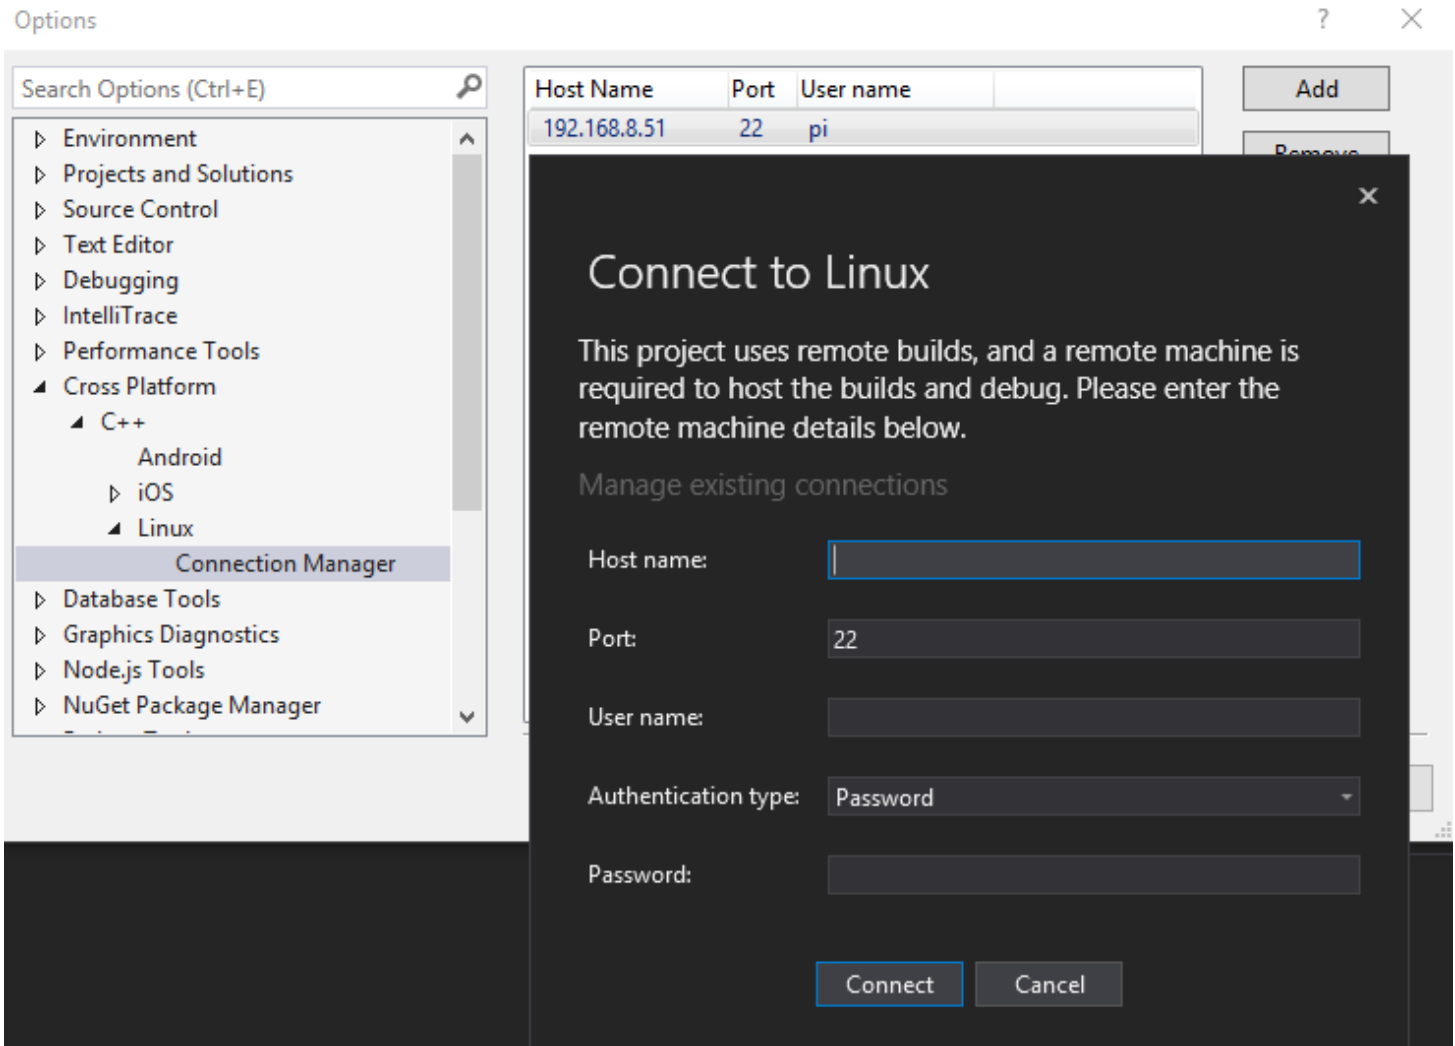 Options
?
Search Options (Ctrl+E)
Environment
Projects and Solutions
Source Control
Text Editor
Debugging
IntelliTrace
Performance Tools
Cross Platform
C++
Android
iOS
Linux
Connection Manager
Database Tools
Graphics Diagnostics
Node.js Tools
NuGet Package Manager
Host Name Port User name
192.168.8.51 22 pi
Add
Remove
Connect to Linux
This project uses remote builds, and a remote machine is
required to host the builds and debug. Please enter the
remote machine details below.
Manage existing connections
Host name:
Port: 22
User name:
Authentication type: Password
Password:
Connect Cancel